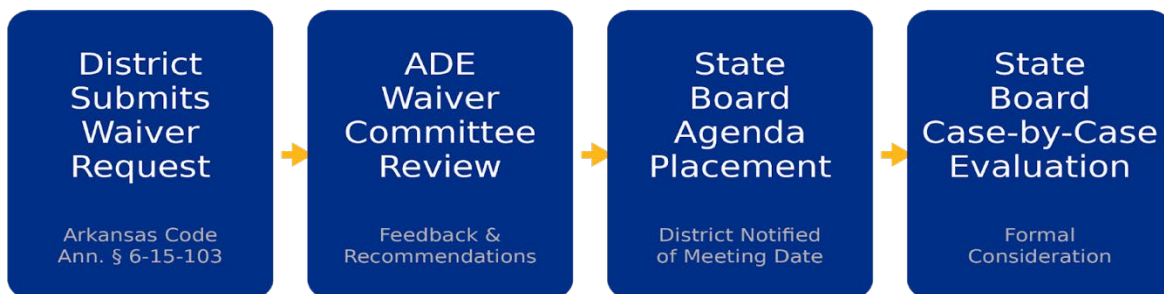 District
Submits
Waiver
Request
Arkansas Code
Ann. § 6-15-103
ADE
Waiver
Committee
Review
Feedback &
Recommendations
State
Board
Agenda
Placement
District Notified
of Meeting Date
State
Board
Case-by-Case
Evaluation
Formal
Consideration